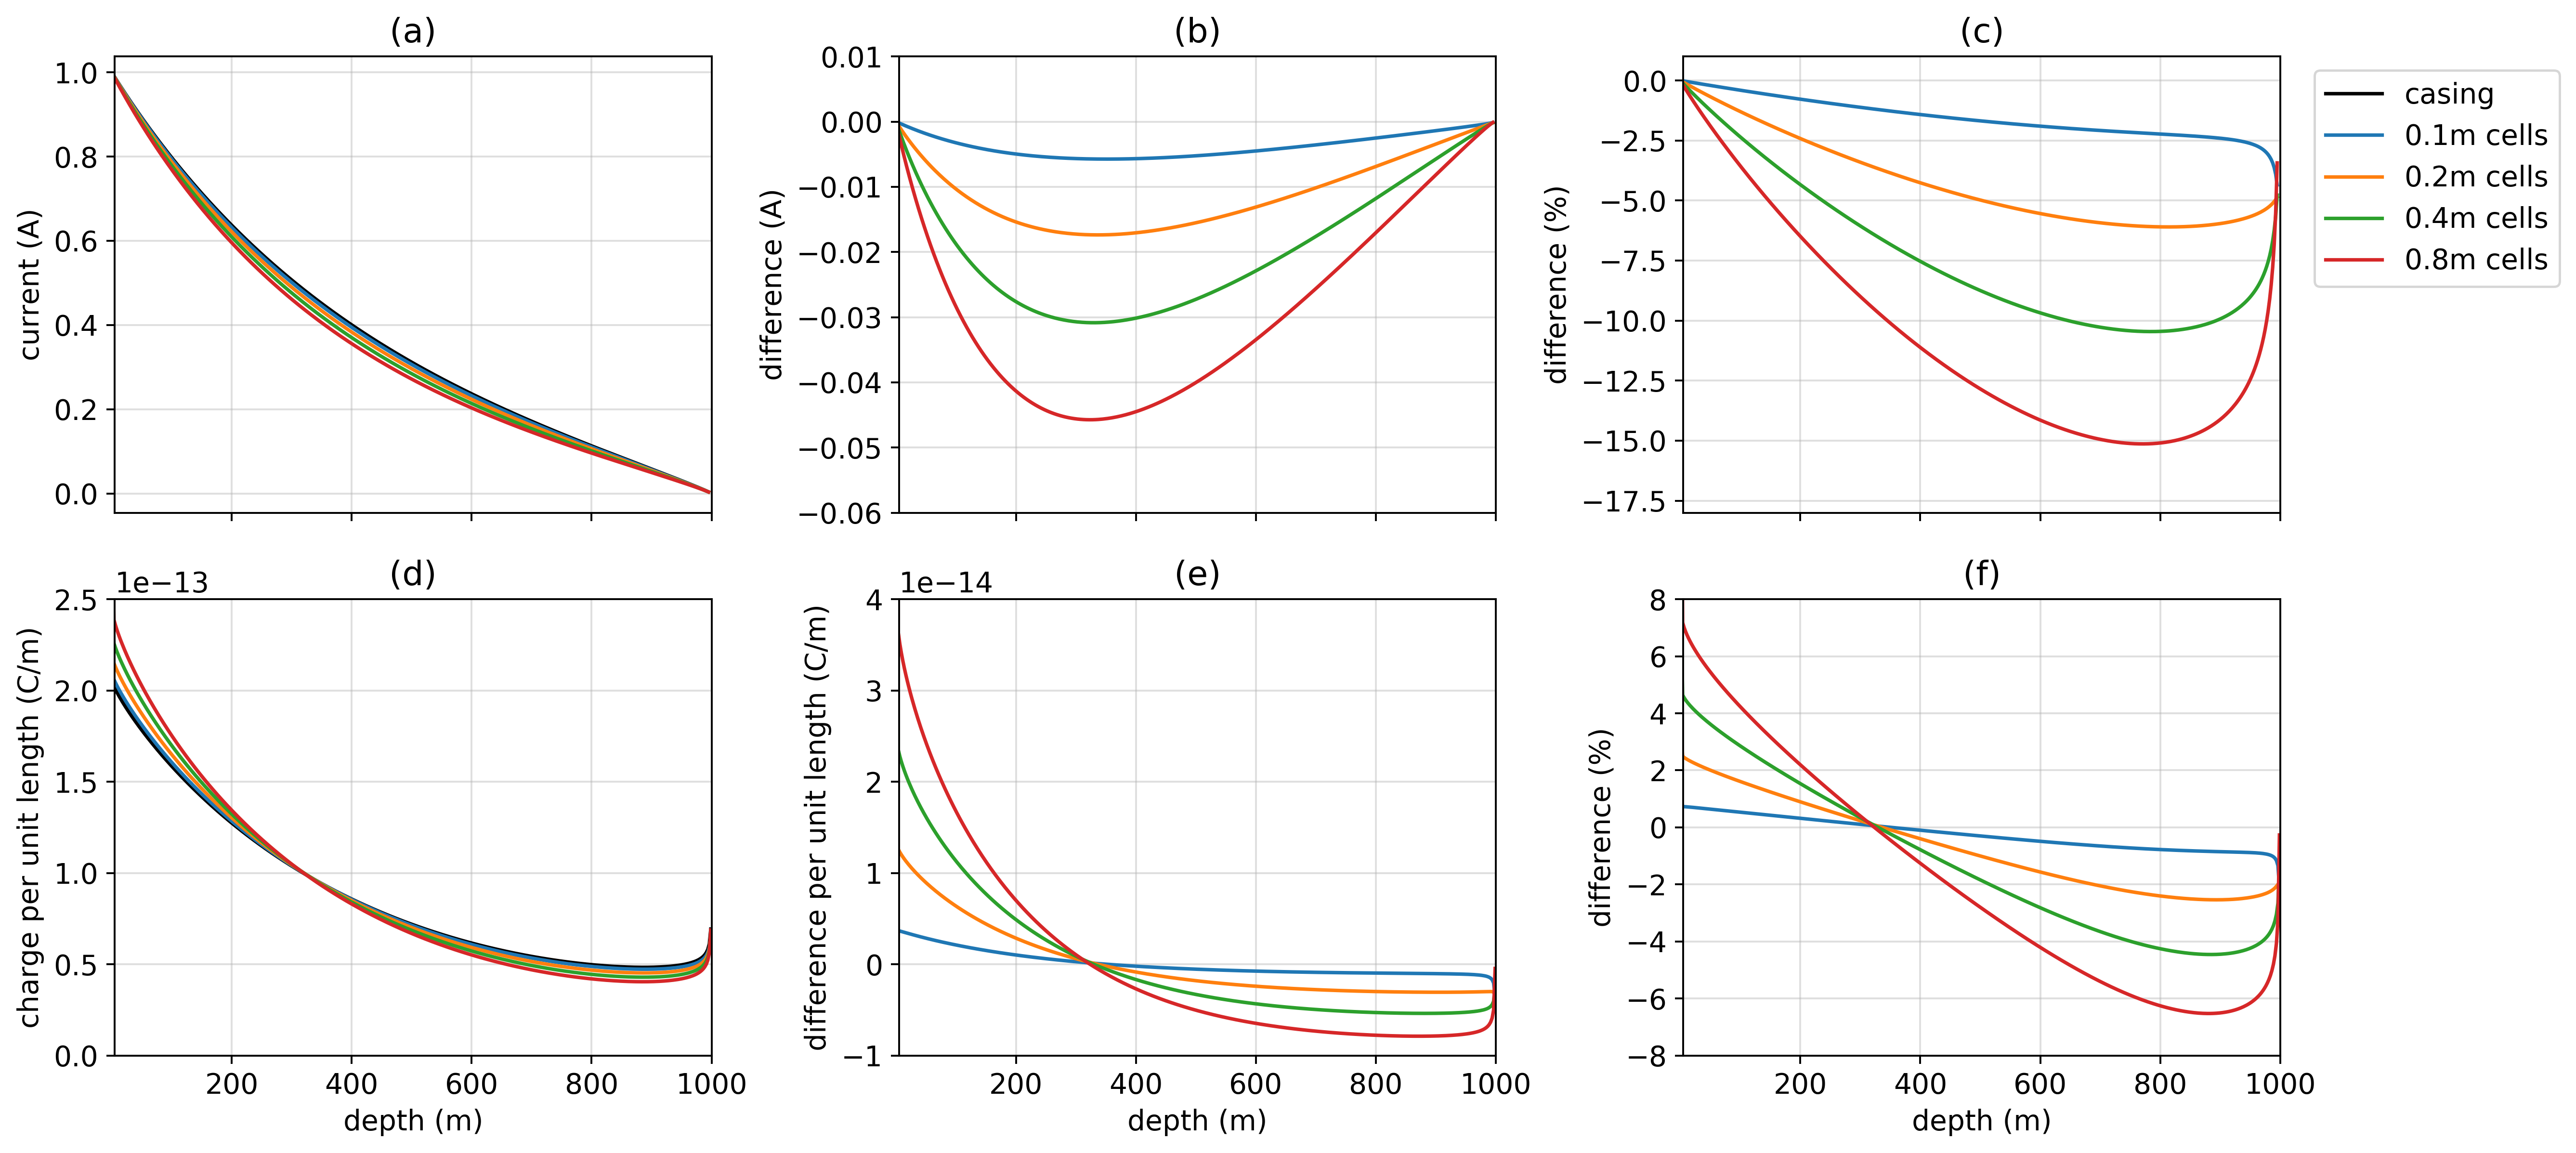 (a)
current (A)
1.0
0.8
0.6
0.4
0.2
0.0
(b)
difference (A)
0.01
0.00
−0.01
−0.02
−0.03
−0.04
−0.05
−0.06
(c)
difference (%)
0.0
−2.5
−5.0
−7.5
−10.0
−12.5
−15.0
−17.5
casing
0.1m cells
0.2m cells
0.4m cells
0.8m cells
(d)
1e−13
charge per unit length (C/m)
2.5
2.0
1.5
1.0
0.5
0.0
200 400 600 800 1000
depth (m)
(e)
1e−14
difference per unit length (C/m)
4
3
2
1
0
−1
200 400 600 800 1000
depth (m)
(f)
difference (%)
8
6
4
2
0
−2
−4
−6
−8
200 400 600 800 1000
depth (m)